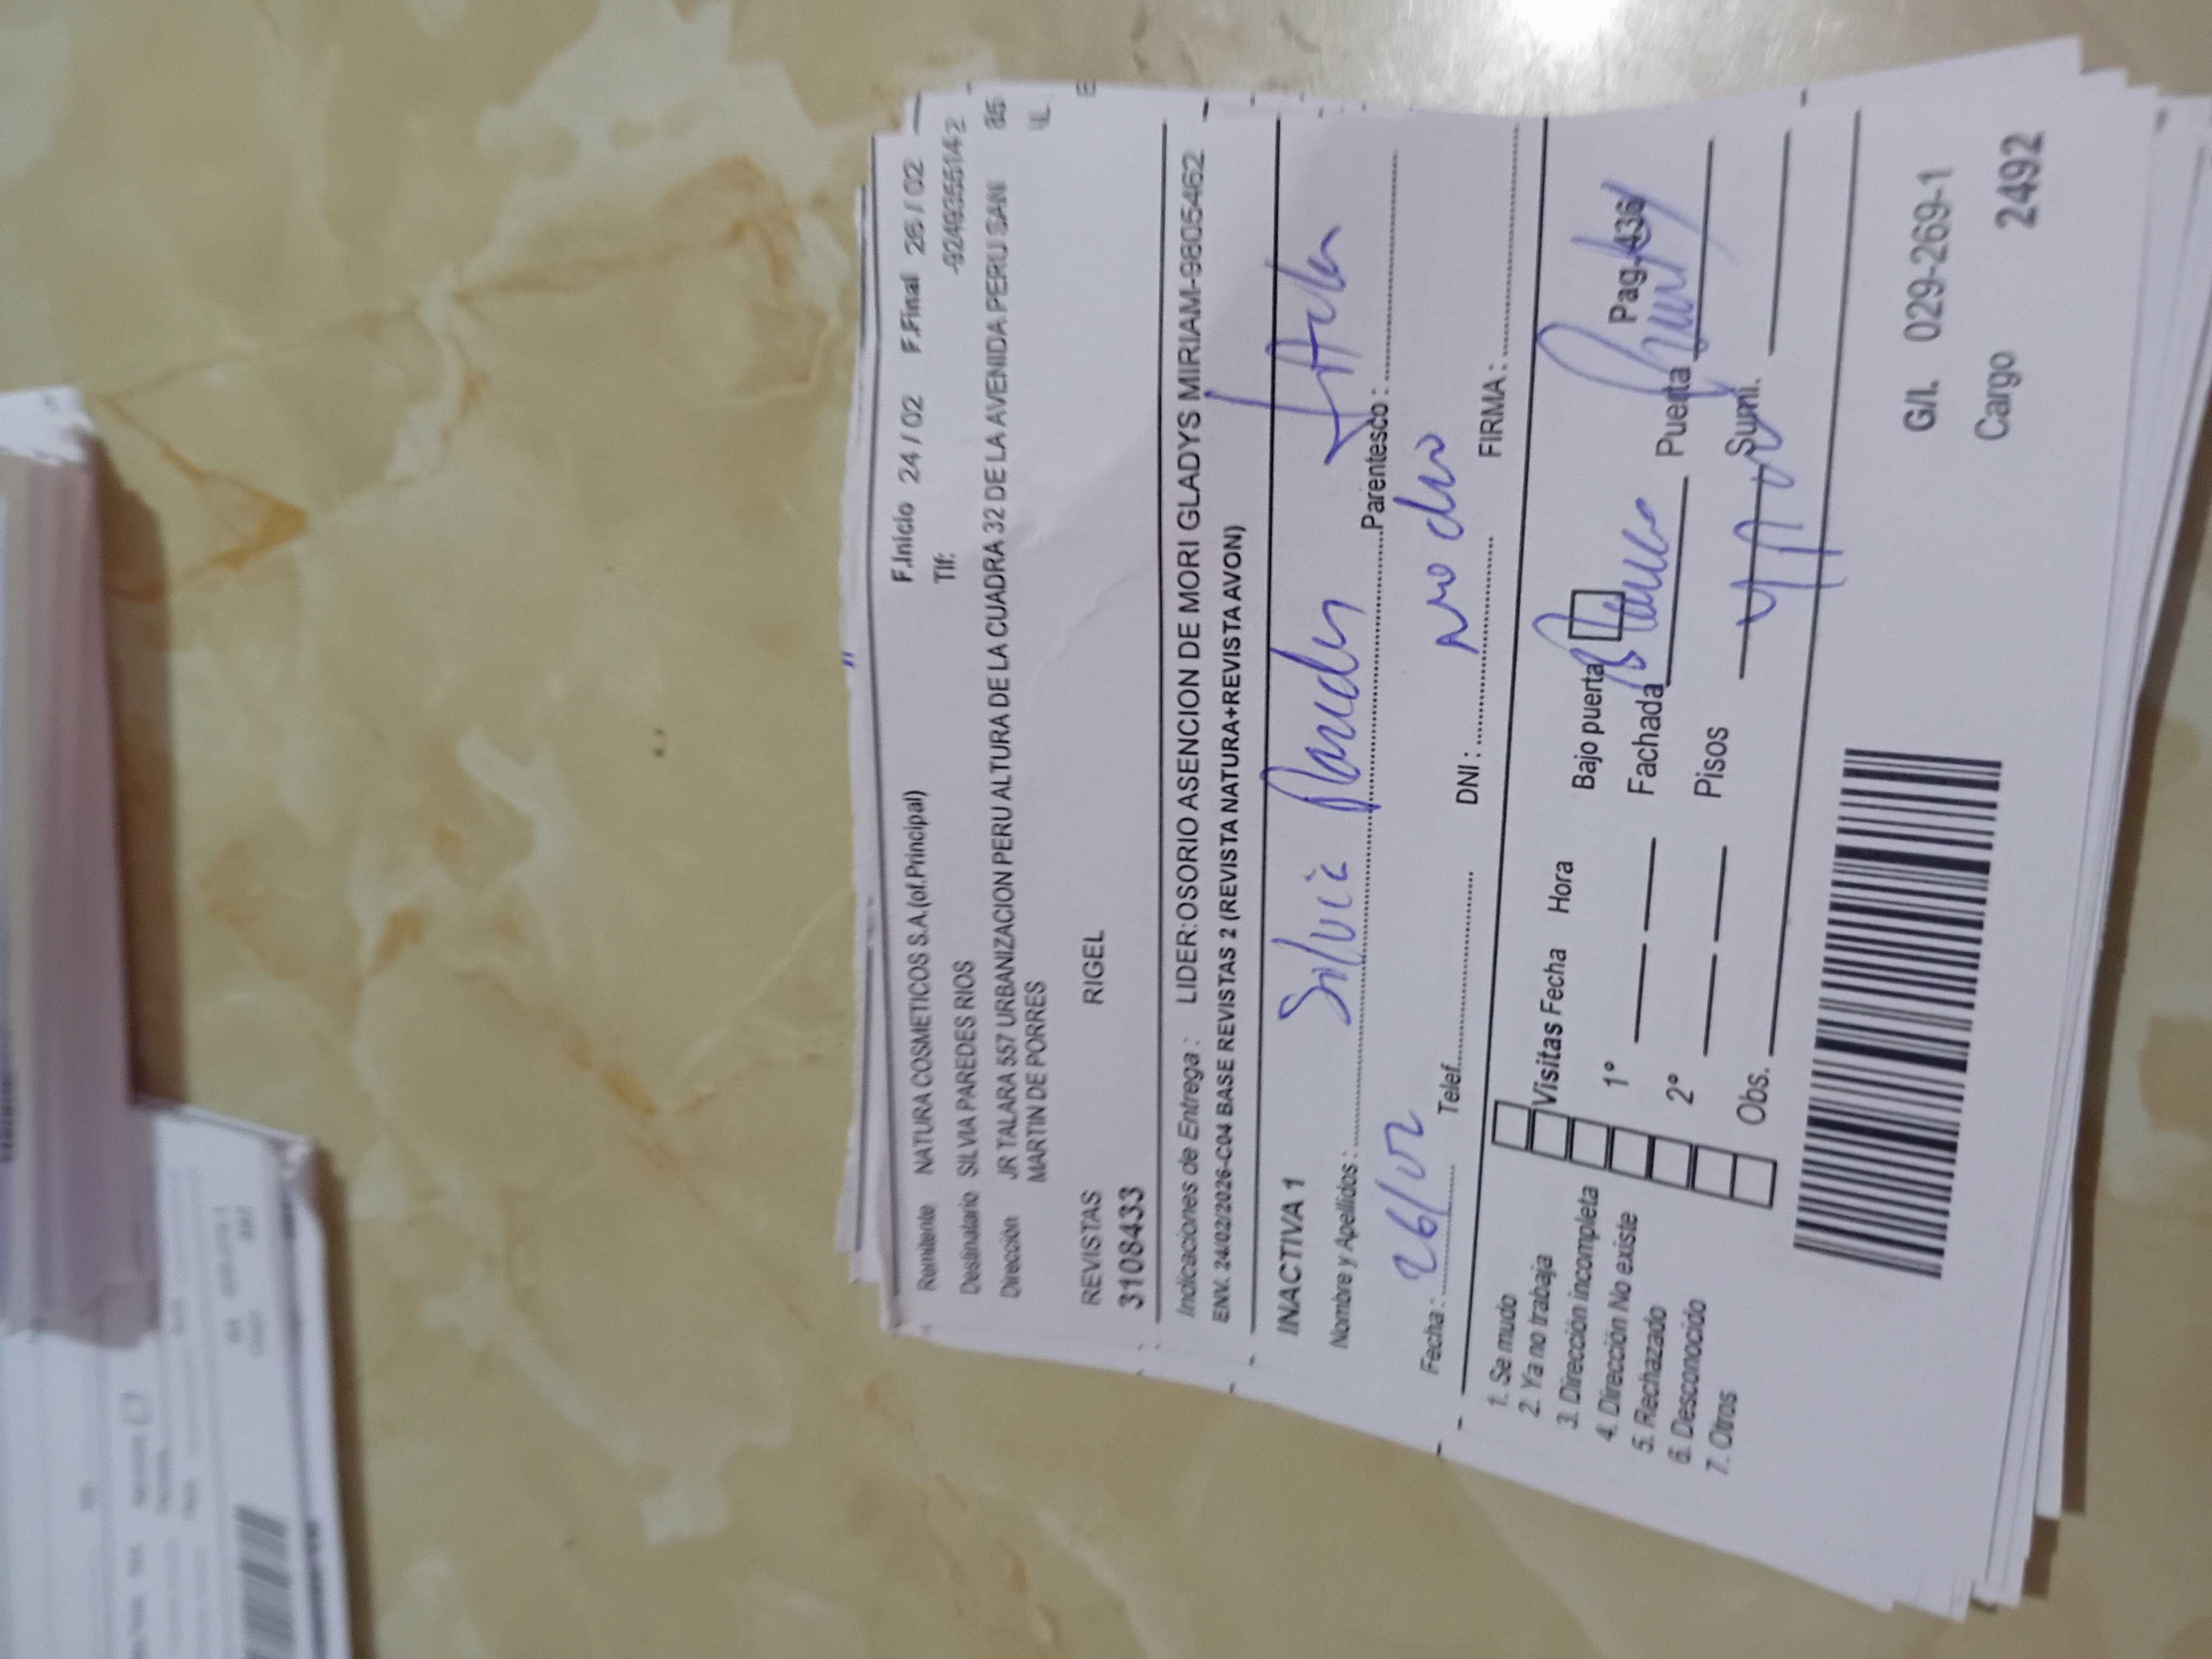 F.Inicio 24 / 02 F.Final 26 / 02
Remitente NATURA COSMETICOS S.A.(of.Principal) Tlf.
Destinatario SILVIA PAREDES RIOS
Dirección JR TALARA 557 URBANIZACION PERU ALTURA DE LA CUADRA 32 DE LA AVENIDA PERU SAN
MARTIN DE PORRES
REVISTAS RIGEL
31084433
Indicaciones de Entrega : LIDER:OSORIO ASENCION DE MORI GLADYS MIRIAM-98054462
ENV. 24/02/2026-C04 BASE REVISTAS 2 (REVISTA NATURA+REVISTA AVON)
INACTIVA 1
Nombre y Apellidos : Silvia Paredes Parentesco :
Fecha : 26/02 Telef. DNI : no dio FIRMA :
1. Se mudo
2. Ya no trabaja
3. Dirección incompleta
4. Dirección No existe
5. Rechazado
6. Desconocido
7. Otros
Visitas Fecha Hora Bajo puerta
1° Fachada Puerta Pag-436
2° Pisos Sumi.
Obs.
G/I. 029-269-1
Cargo 2492